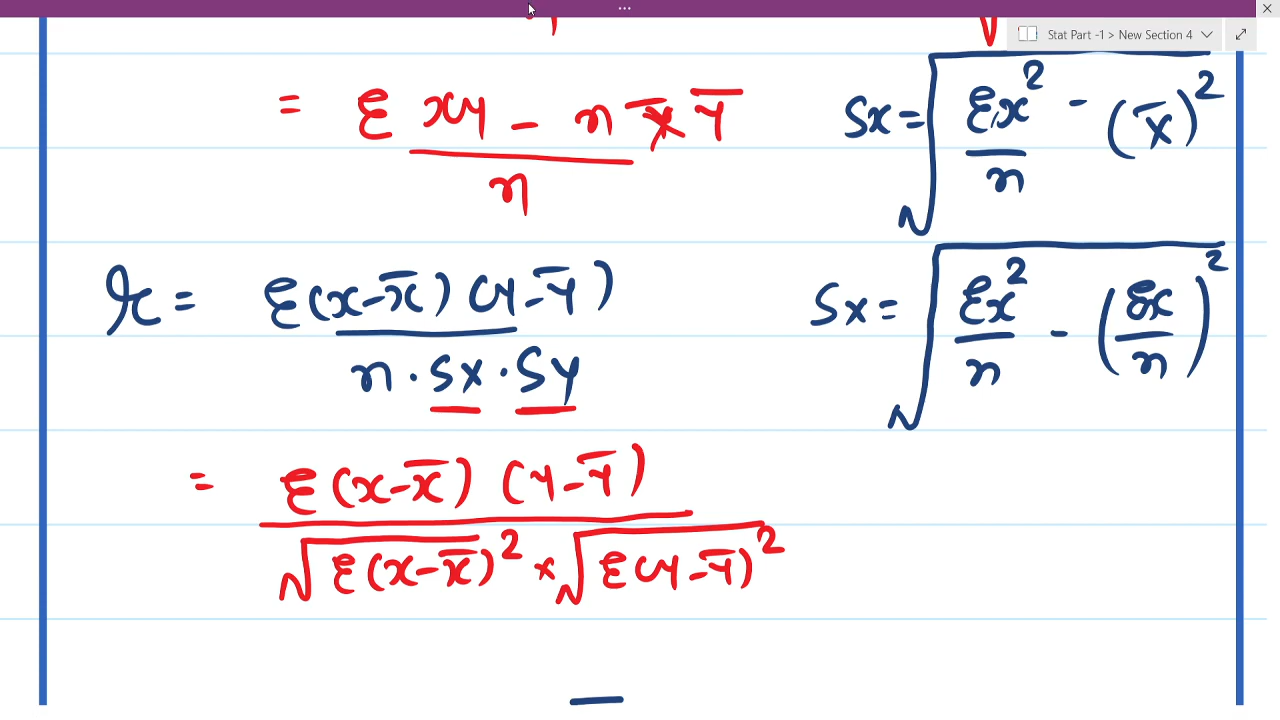 Stat Part -1 > New Section 4
= Σxy - n x̄ ȳ / n
Sx = √(Σx²/n - (x̄)²)
r = Σ(x-x̄)(y-ȳ) / n · Sx · Sy
Sx = √(Σx²/n - (Σx/n)²)
= Σ(x-x̄)(y-ȳ) / √Σ(x-x̄)² × √Σ(y-ȳ)²